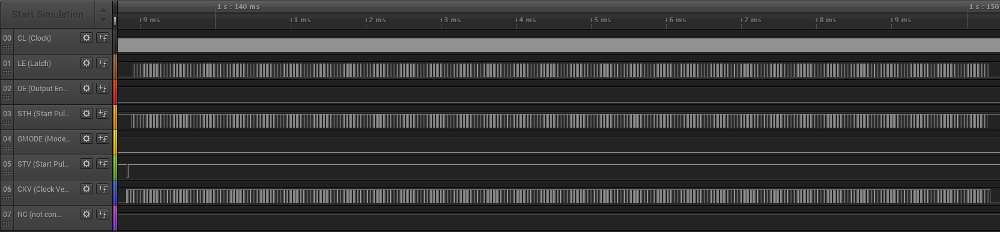 Start Simulation
1 s : 140 ms
1 s : 150
+9 ms
+1 ms
+2 ms
+3 ms
+4 ms
+5 ms
+6 ms
+7 ms
+8 ms
+9 ms
00 CL (Clock)
01 LE (Latch)
02 OE (Output En...
03 STH (Start Pul...
04 GMODE (Mode...
05 STV (Start Pul...
06 CKV (Clock Ve...
07 NC (not con...